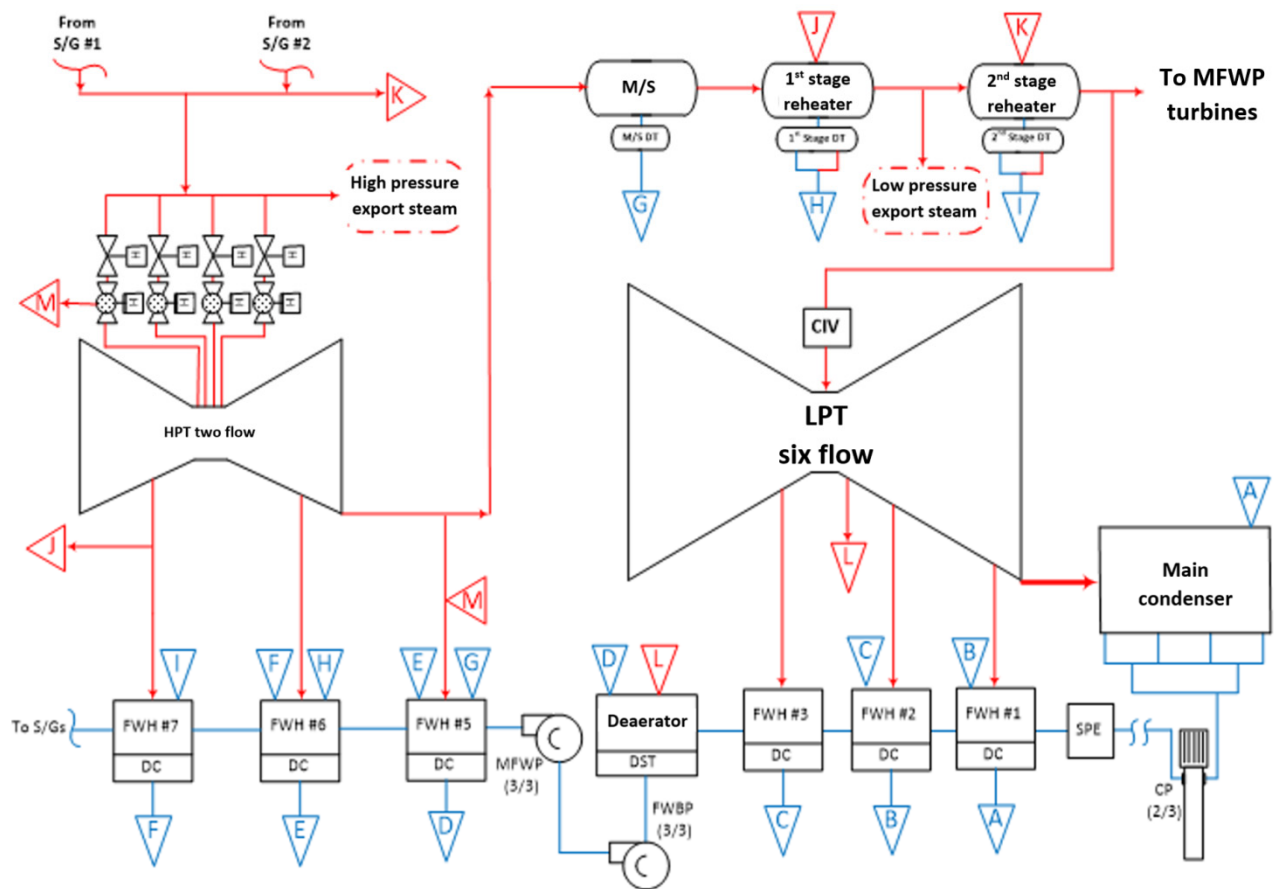 From
S/G #1
From
S/G #2
K
High pressure
export steam
M
HPT two flow
J
M
M/S
M/S DT
G
J
1st stage
reheater
1st Stage DT
H
Low pressure
export steam
K
2nd stage
reheater
2nd Stage DT
I
To MFWP
turbines
CIV
LPT
six flow
L
A
Main
condenser
To S/Gs
I
FWH #7
DC
F
F
H
FWH #6
DC
E
E
G
FWH #5
DC
D
MFWP
(3/3)
C
FWBP
(3/3)
C
D
L
Deaerator
DST
FWH #3
DC
C
C
FWH #2
DC
B
B
FWH #1
DC
A
SPE
CP
(2/3)